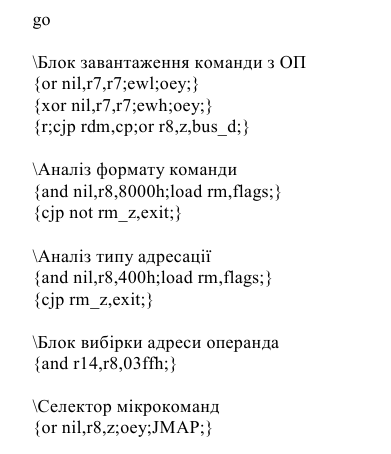 go
\Блок завантаження команди з ОП
{or nil,r7,r7;ewl;oey;}
{xor nil,r7,r7;ewh;oey;}
{r;cjp rdm,cp;or r8,z,bus_d;}
\Аналіз формату команди
{and nil,r8,8000h;load rm,flags;}
{cjp not rm_z,exit;}
\Аналіз типу адресації
{and nil,r8,400h;load rm,flags;}
{cjp rm_z,exit;}
\Блок вибірки адреси операнда
{and r14,r8,03ffh;}
\Селектор мікрокоманд
{or nil,r8,z;oey;JMAP;}